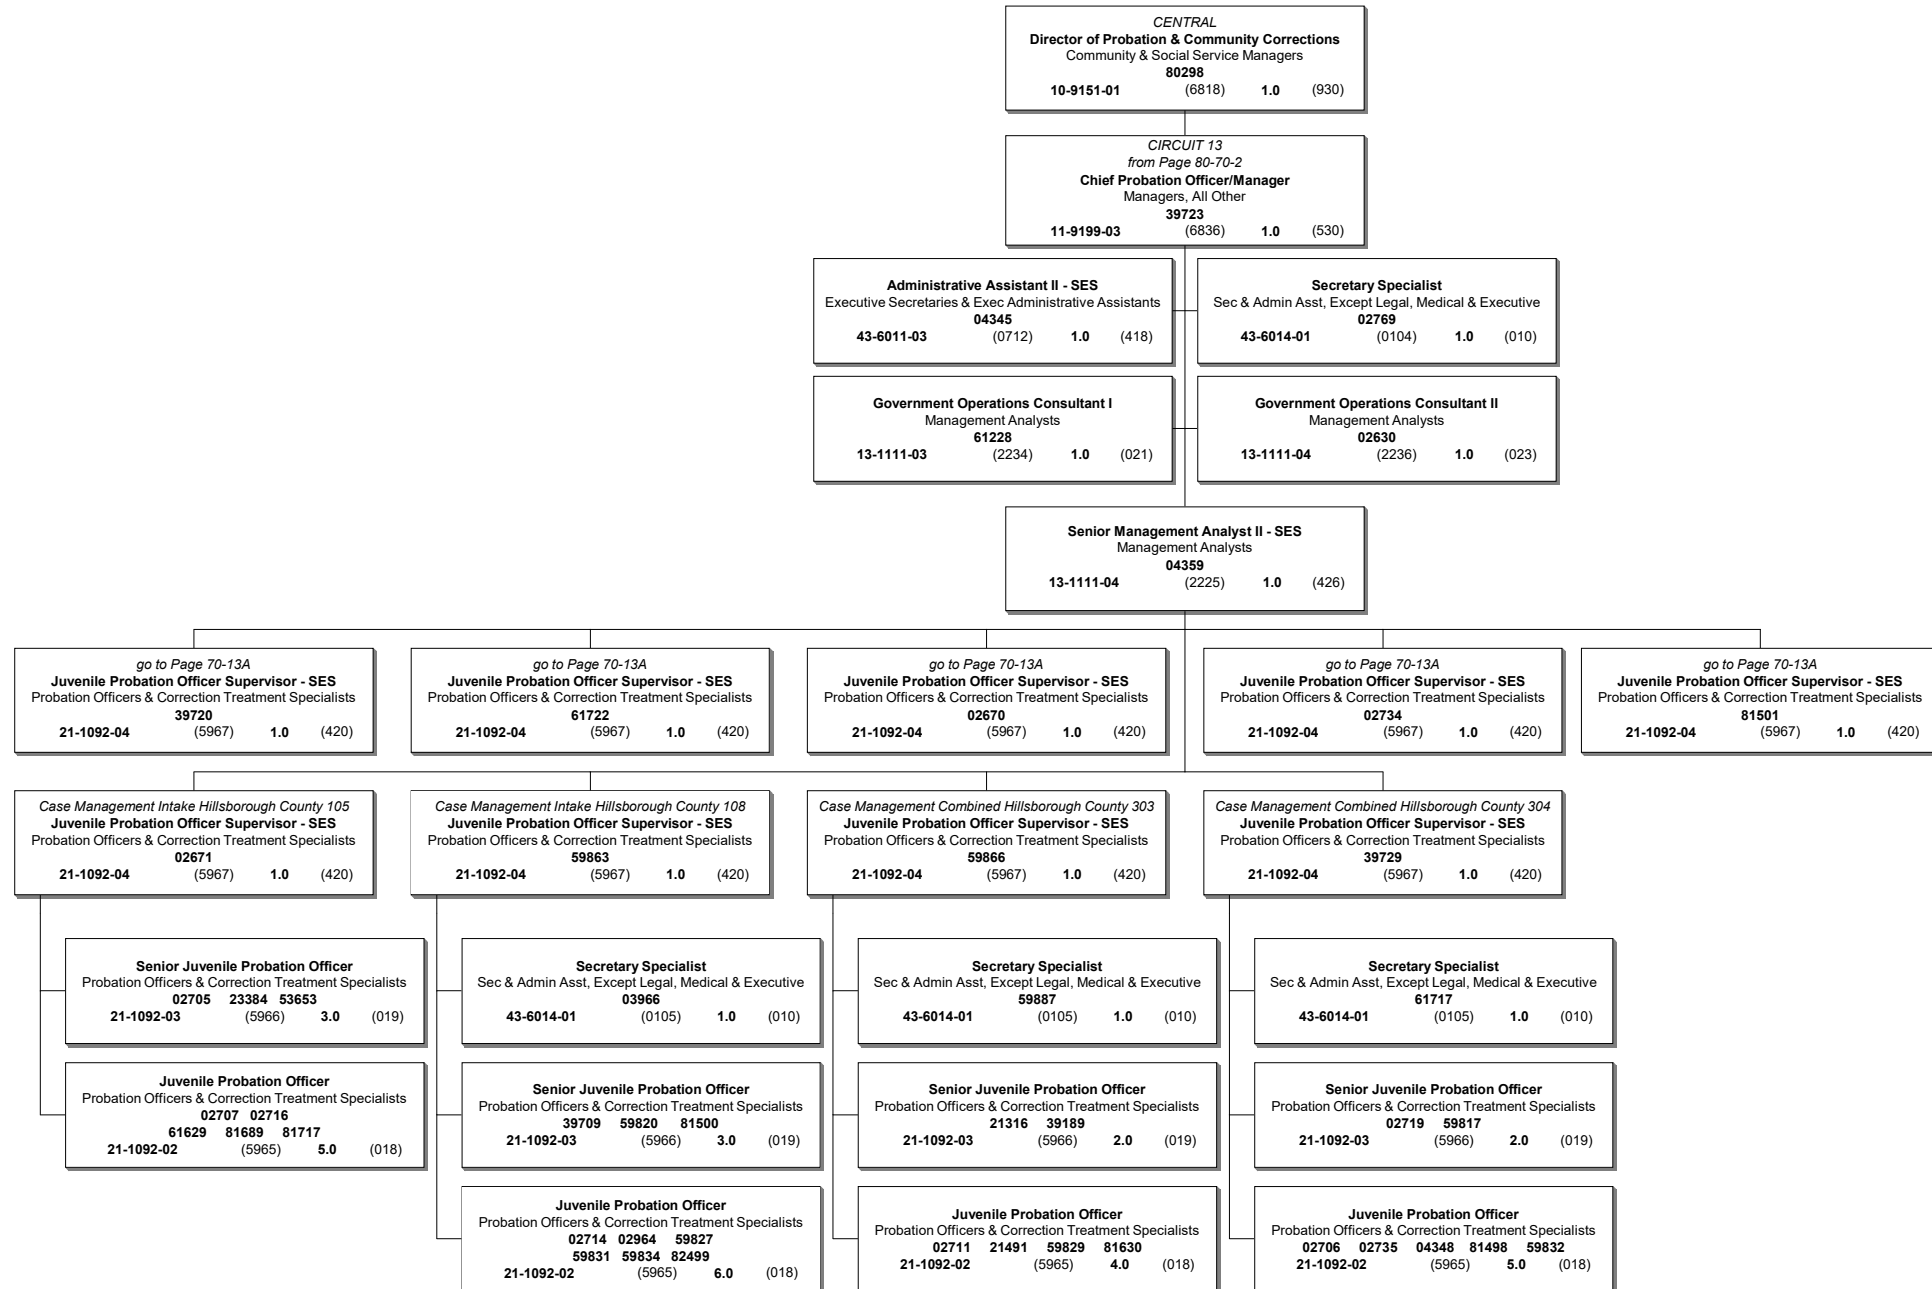 CENTRAL
Director of Probation & Community Corrections
Community & Social Service Managers
80298
10-9151-01 (6818) 1.0 (930)
CIRCUIT 13
from Page 80-70-2
Chief Probation Officer/Manager
Managers, All Other
39723
11-9199-03 (6836) 1.0 (530)
Administrative Assistant II - SES
Executive Secretaries & Exec Administrative Assistants
04345
43-6011-03 (0712) 1.0 (418)
Secretary Specialist
Sec & Admin Asst, Except Legal, Medical & Executive
02769
43-6014-01 (0104) 1.0 (010)
Government Operations Consultant I
Management Analysts
61228
13-1111-03 (2234) 1.0 (021)
Government Operations Consultant II
Management Analysts
02630
13-1111-04 (2236) 1.0 (023)
Senior Management Analyst II - SES
Management Analysts
04359
13-1111-04 (2225) 1.0 (426)
go to Page 70-13A
Juvenile Probation Officer Supervisor - SES
Probation Officers & Correction Treatment Specialists
39720
21-1092-04 (5967) 1.0 (420)
go to Page 70-13A
Juvenile Probation Officer Supervisor - SES
Probation Officers & Correction Treatment Specialists
61722
21-1092-04 (5967) 1.0 (420)
go to Page 70-13A
Juvenile Probation Officer Supervisor - SES
Probation Officers & Correction Treatment Specialists
02670
21-1092-04 (5967) 1.0 (420)
go to Page 70-13A
Juvenile Probation Officer Supervisor - SES
Probation Officers & Correction Treatment Specialists
02734
21-1092-04 (5967) 1.0 (420)
go to Page 70-13A
Juvenile Probation Officer Supervisor - SES
Probation Officers & Correction Treatment Specialists
81501
21-1092-04 (5967) 1.0 (420)
Case Management Intake Hillsborough County 105
Juvenile Probation Officer Supervisor - SES
Probation Officers & Correction Treatment Specialists
02671
21-1092-04 (5967) 1.0 (420)
Case Management Intake Hillsborough County 108
Juvenile Probation Officer Supervisor - SES
Probation Officers & Correction Treatment Specialists
59863
21-1092-04 (5967) 1.0 (420)
Case Management Combined Hillsborough County 303
Juvenile Probation Officer Supervisor - SES
Probation Officers & Correction Treatment Specialists
59866
21-1092-04 (5967) 1.0 (420)
Case Management Combined Hillsborough County 304
Juvenile Probation Officer Supervisor - SES
Probation Officers & Correction Treatment Specialists
39729
21-1092-04 (5967) 1.0 (420)
Senior Juvenile Probation Officer
Probation Officers & Correction Treatment Specialists
02705 23384 53653
21-1092-03 (5966) 3.0 (019)
Secretary Specialist
Sec & Admin Asst, Except Legal, Medical & Executive
03966
43-6014-01 (0105) 1.0 (010)
Secretary Specialist
Sec & Admin Asst, Except Legal, Medical & Executive
59887
43-6014-01 (0105) 1.0 (010)
Secretary Specialist
Sec & Admin Asst, Except Legal, Medical & Executive
61717
43-6014-01 (0105) 1.0 (010)
Juvenile Probation Officer
Probation Officers & Correction Treatment Specialists
02707 02716
61629 81689 81717
21-1092-02 (5965) 5.0 (018)
Senior Juvenile Probation Officer
Probation Officers & Correction Treatment Specialists
39709 59820 81500
21-1092-03 (5966) 3.0 (019)
Senior Juvenile Probation Officer
Probation Officers & Correction Treatment Specialists
21316 39189
21-1092-03 (5966) 2.0 (019)
Senior Juvenile Probation Officer
Probation Officers & Correction Treatment Specialists
02719 59817
21-1092-03 (5966) 2.0 (019)
Juvenile Probation Officer
Probation Officers & Correction Treatment Specialists
02714 02964 59827
59831 59834 82499
21-1092-02 (5965) 6.0 (018)
Juvenile Probation Officer
Probation Officers & Correction Treatment Specialists
02711 21491 59829 81630
21-1092-02 (5965) 4.0 (018)
Juvenile Probation Officer
Probation Officers & Correction Treatment Specialists
02706 02735 04348 81498 59832
21-1092-02 (5965) 5.0 (018)